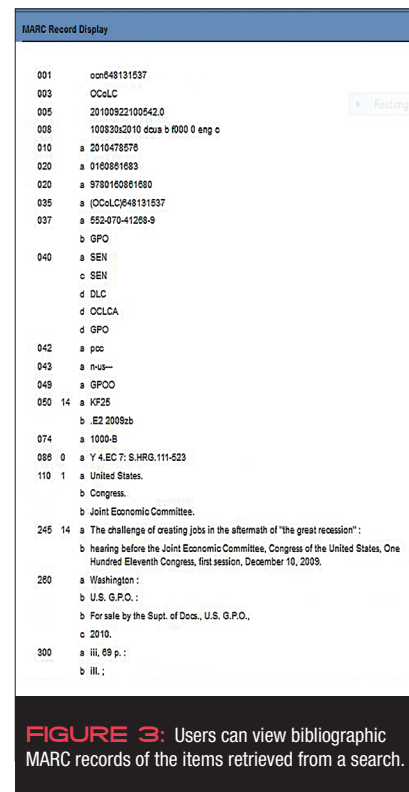 MARC Record Display
Rectang
001 ocn648131537
003 OCoLC
005 20100922100542.0
008 100830s2010 dcua b f000 0 eng c
010 a 2010478576
020 a 0160861683
020 a 9780160861680
035 a (OCoLC)648131537
037 a 552-070-41268-9
b GPO
040 a SEN
c SEN
d DLC
d OCLCA
d GPO
042 a pcc
043 a n-us---
049 a GPOO
050 14 a KF25
b .E2 2009zb
074 a 1000-B
086 0 a Y 4.EC 7: S.HRG.111-523
110 1 a United States.
b Congress.
b Joint Economic Committee.
245 14 a The challenge of creating jobs in the aftermath of "the great recession" :
b hearing before the Joint Economic Committee, Congress of the United States, One
Hundred Eleventh Congress, first session, December 10, 2009.
260 a Washington :
b U.S. G.P.O. :
b For sale by the Supt. of Docs., U.S. G.P.O.,
c 2010.
300 a iii, 69 p. :
b ill. ;
FIGURE 3: Users can view bibliographic
MARC records of the items retrieved from a search.